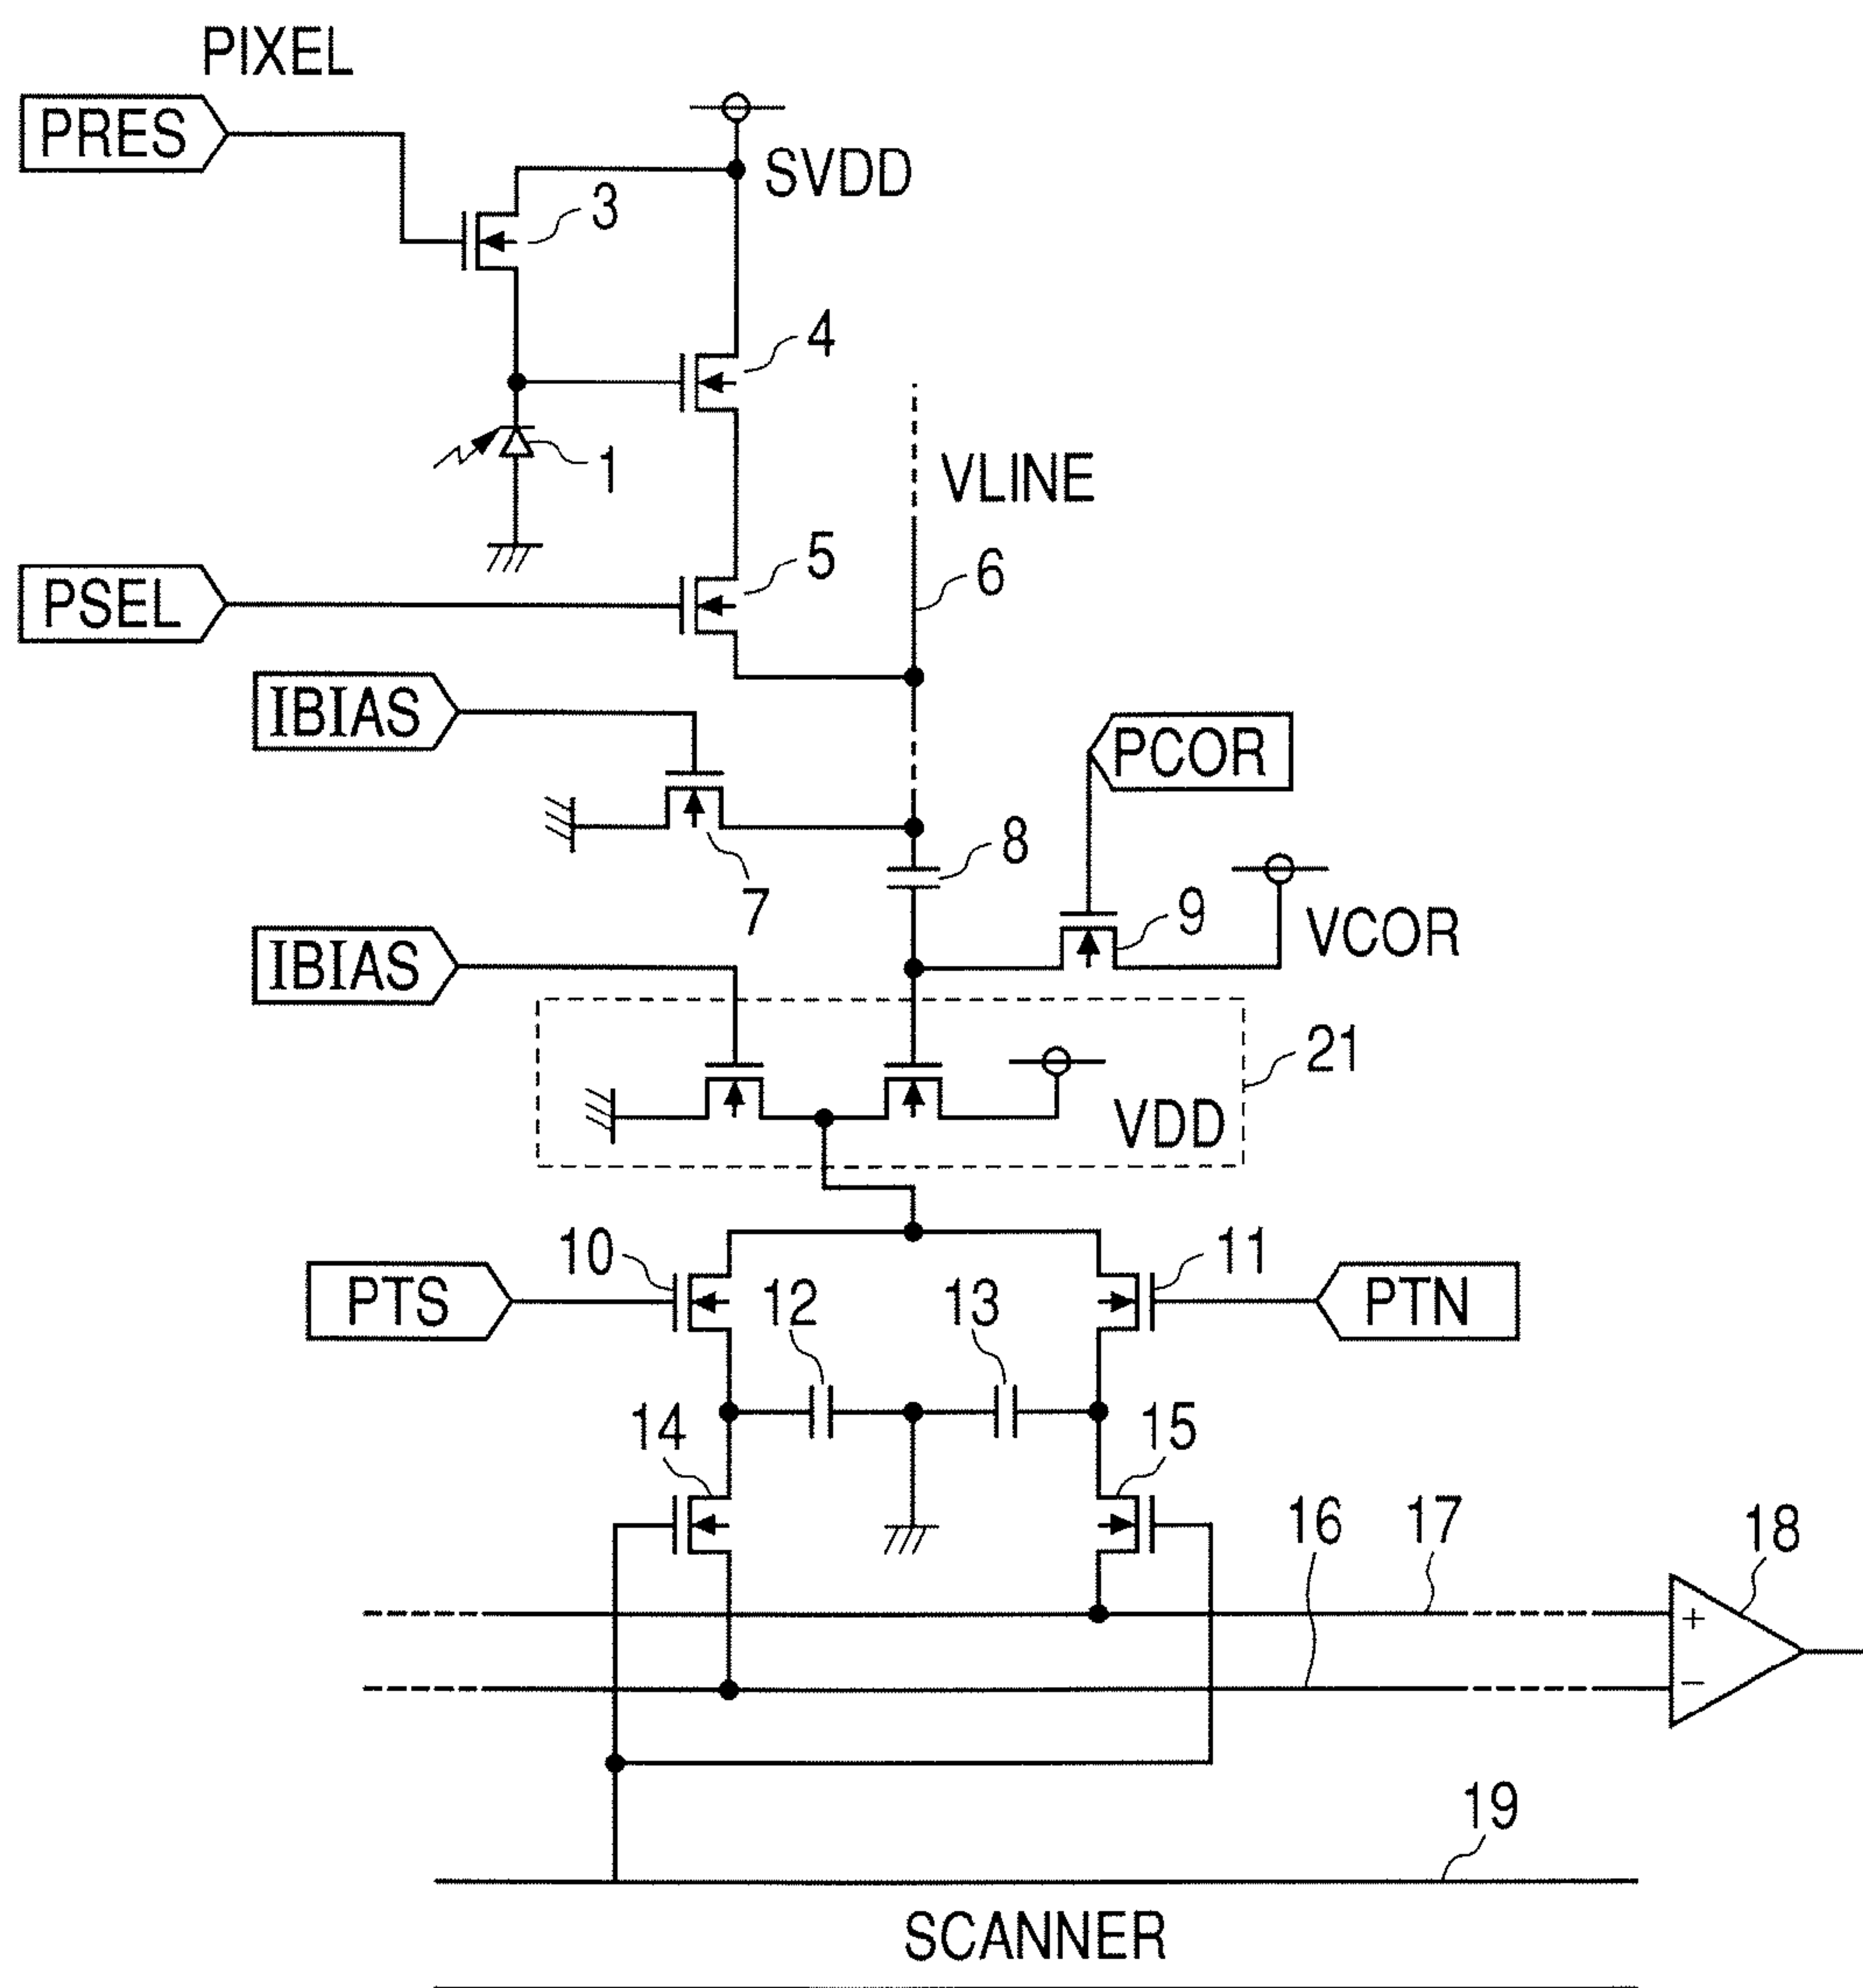 PIXEL
PRES
SVDD
3
4
1
VLINE
PSEL
5
6
IBIAS
PCOR
8
7
9
VCOR
IBIAS
21
VDD
10
11
PTS
12
13
PTN
14
15
16
17
18
+
−
19
SCANNER